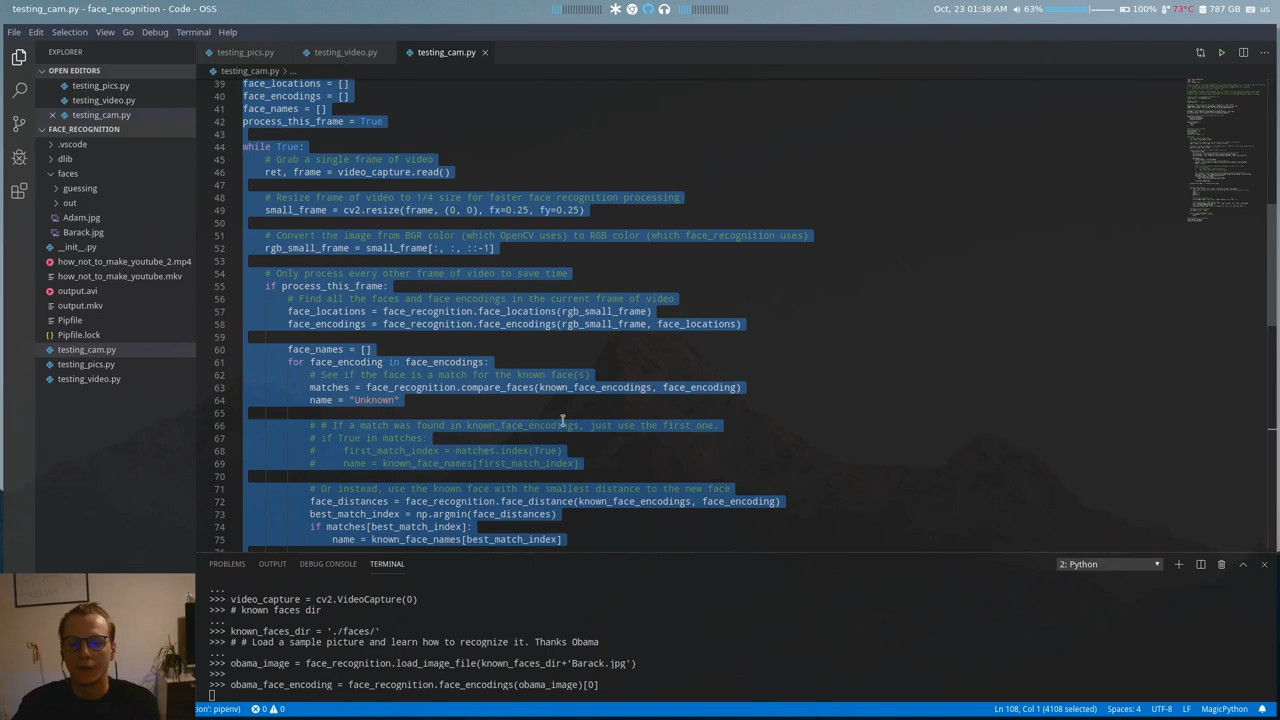 testing_cam.py - face_recognition - Code - OSS
Oct, 23 01:38 AM
63%
100%
73°C
787 GB
us
File Edit View Go Debug Terminal Help
EXPLORER
OPEN EDITORS
testing_pics.py
testing_video.py
testing_cam.py
FACE_RECOGNITION
.vscode
dlib
faces
guessing
out
Adam.jpg
Barack.jpg
__init__.py
how_not_to_make_youtube_2.mp4
how_not_to_make_youtube.mkv
output.avi
output.mkv
Pipfile
Pipfile.lock
testing_cam.py
testing_pics.py
testing_video.py
testing_pics.py testing_video.py testing_cam.py
testing_cam.py > ...
39 face_locations = []
40 face_encodings = []
41 face_names = []
42 process_this_frame = True
43
44 while True:
45 # Grab a single frame of video
46 ret, frame = video_capture.read()
47
48 # Resize frame of video to 1/4 size for faster face recognition processing
49 small_frame = cv2.resize(frame, (0, 0), fx=0.25, fy=0.25)
50
51 # Convert the image from BGR color (which OpenCV uses) to RGB color (which face_recognition uses)
52 rgb_small_frame = small_frame[:, :, ::-1]
53
54 # Only process every other frame of video to save time
55 if process_this_frame:
56 # Find all the faces and face encodings in the current frame of video
57 face_locations = face_recognition.face_locations(rgb_small_frame)
58 face_encodings = face_recognition.face_encodings(rgb_small_frame, face_locations)
59
60 face_names = []
61 for face_encoding in face_encodings:
62 # See if the face is a match for the known face(s)
63 matches = face_recognition.compare_faces(known_face_encodings, face_encoding)
64 name = "Unknown"
65
66 # # If a match was found in known_face_encodings, just use the first one.
67 # if True in matches:
68 # first_match_index = matches.index(True)
69 # name = known_face_names[first_match_index]
70
71 # Or instead, use the known face with the smallest distance to the new face
72 face_distances = face_recognition.face_distance(known_face_encodings, face_encoding)
73 best_match_index = np.argmin(face_distances)
74 if matches[best_match_index]:
75 name = known_face_names[best_match_index]
PROBLEMS OUTPUT DEBUG CONSOLE TERMINAL
2: Python
...
>>> video_capture = cv2.VideoCapture(0)
>>> # known faces dir
...
>>> known_faces_dir = './faces/'
>>> # # Load a sample picture and learn how to recognize it. Thanks Obama
...
>>> obama_image = face_recognition.load_image_file(known_faces_dir+'Barack.jpg')
>>>
>>> obama_face_encoding = face_recognition.face_encodings(obama_image)[0]
ion': pipenv) 0 0
Ln 108, Col 1 (4108 selected) Spaces: 4 UTF-8 LF MagicPython